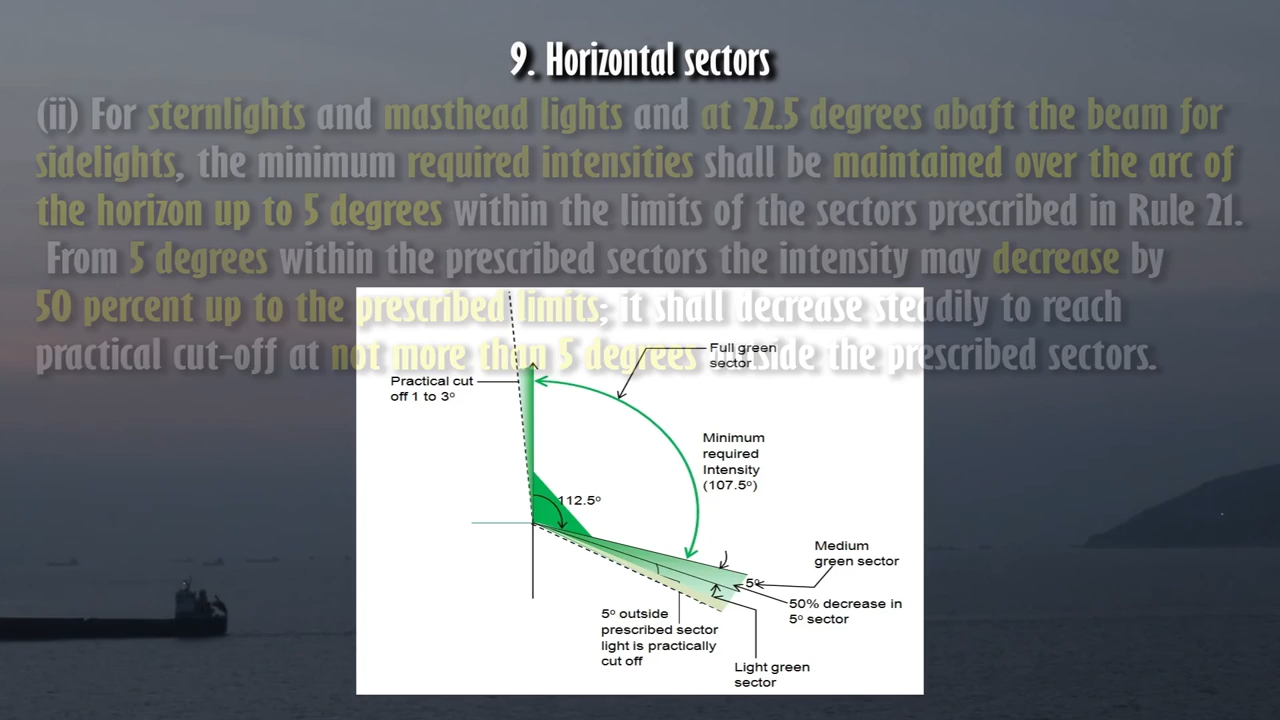 9. Horizontal sectors
(ii) For sternlights and masthead lights and at 22.5 degrees abaft the beam for
sidelights, the minimum required intensities shall be maintained over the arc of
the horizon up to 5 degrees within the limits of the sectors prescribed in Rule 21.
From 5 degrees within the prescribed sectors the intensity may decrease by
50 percent up to the prescribed limits; it shall decrease steadily to reach
practical cut-off at not more than 5 degrees outside the prescribed sectors.
Full green
sector
Practical cut
off 1 to 3º
Minimum
required
Intensity
(107.5º)
112.5º
Medium
green sector
5º
50% decrease in
5º sector
5º outside
prescribed sector
light is practically
cut off
Light green
sector